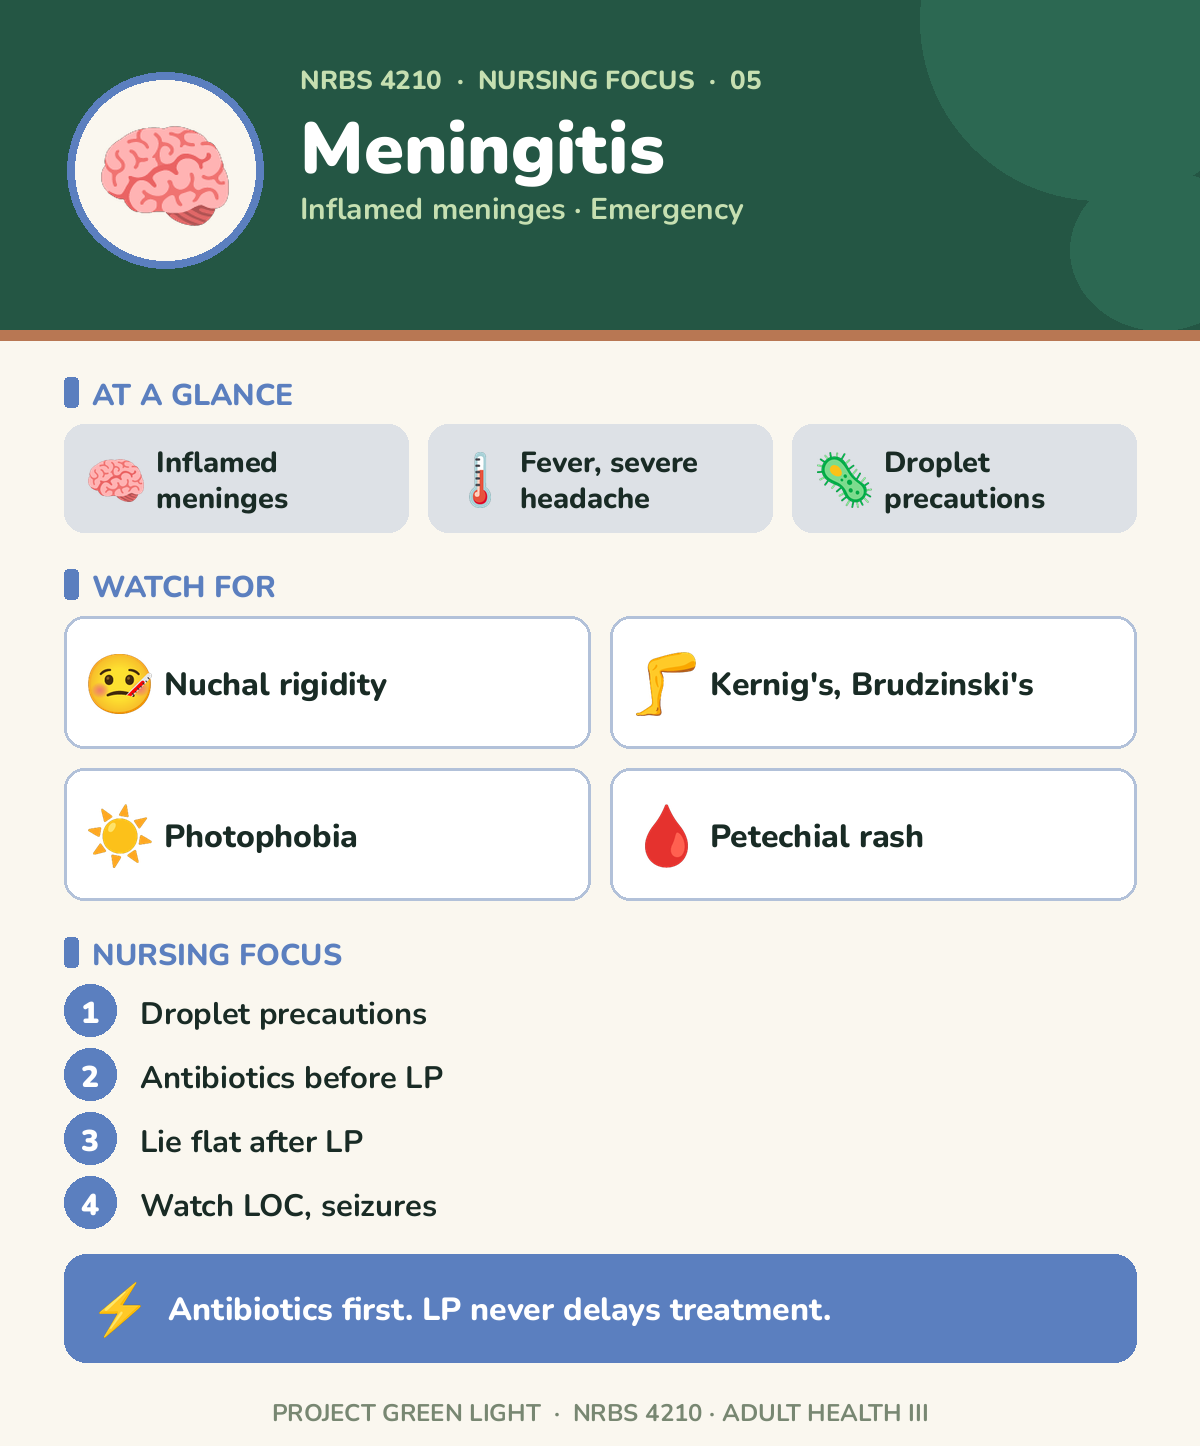 NRBS 4210 · NURSING FOCUS · 05
Meningitis
Inflamed meninges · Emergency
AT A GLANCE
Inflamed
meninges
Fever, severe
headache
Droplet
precautions
WATCH FOR
Nuchal rigidity
Kernig's, Brudzinski's
Photophobia
Petechial rash
NURSING FOCUS
1 Droplet precautions
2 Antibiotics before LP
3 Lie flat after LP
4 Watch LOC, seizures
Antibiotics first. LP never delays treatment.
PROJECT GREEN LIGHT · NRBS 4210 · ADULT HEALTH III